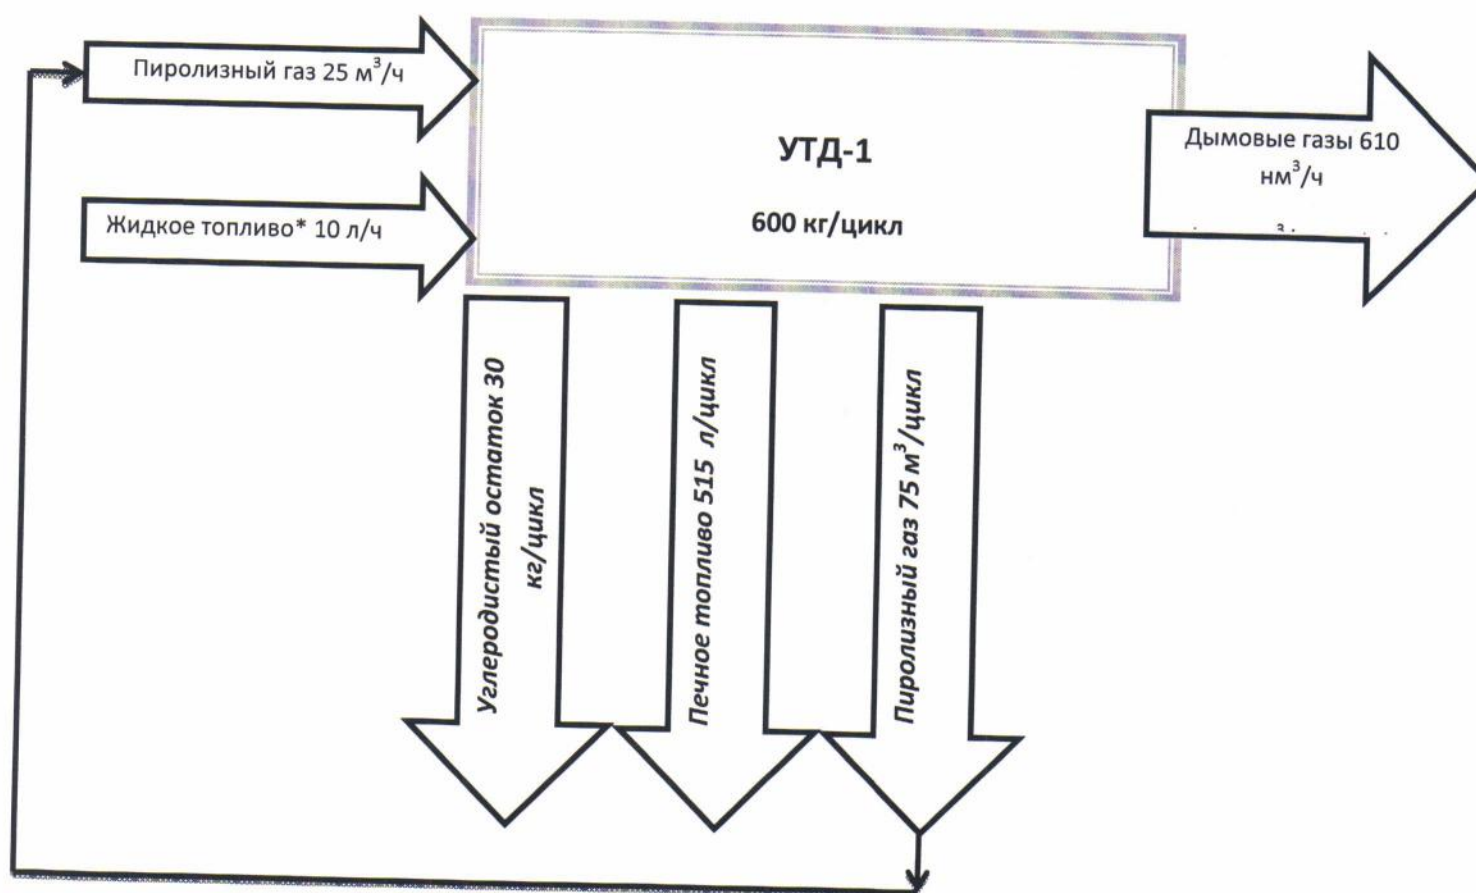 Пиролизный газ 25 м³/ч
Жидкое топливо* 10 л/ч
УТД-1
600 кг/цикл
Дымовые газы 610
нм³/ч
Углеродистый остаток 30
кг/цикл
Печное топливо 515 л/цикл
Пиролизный газ 75 м³/цикл